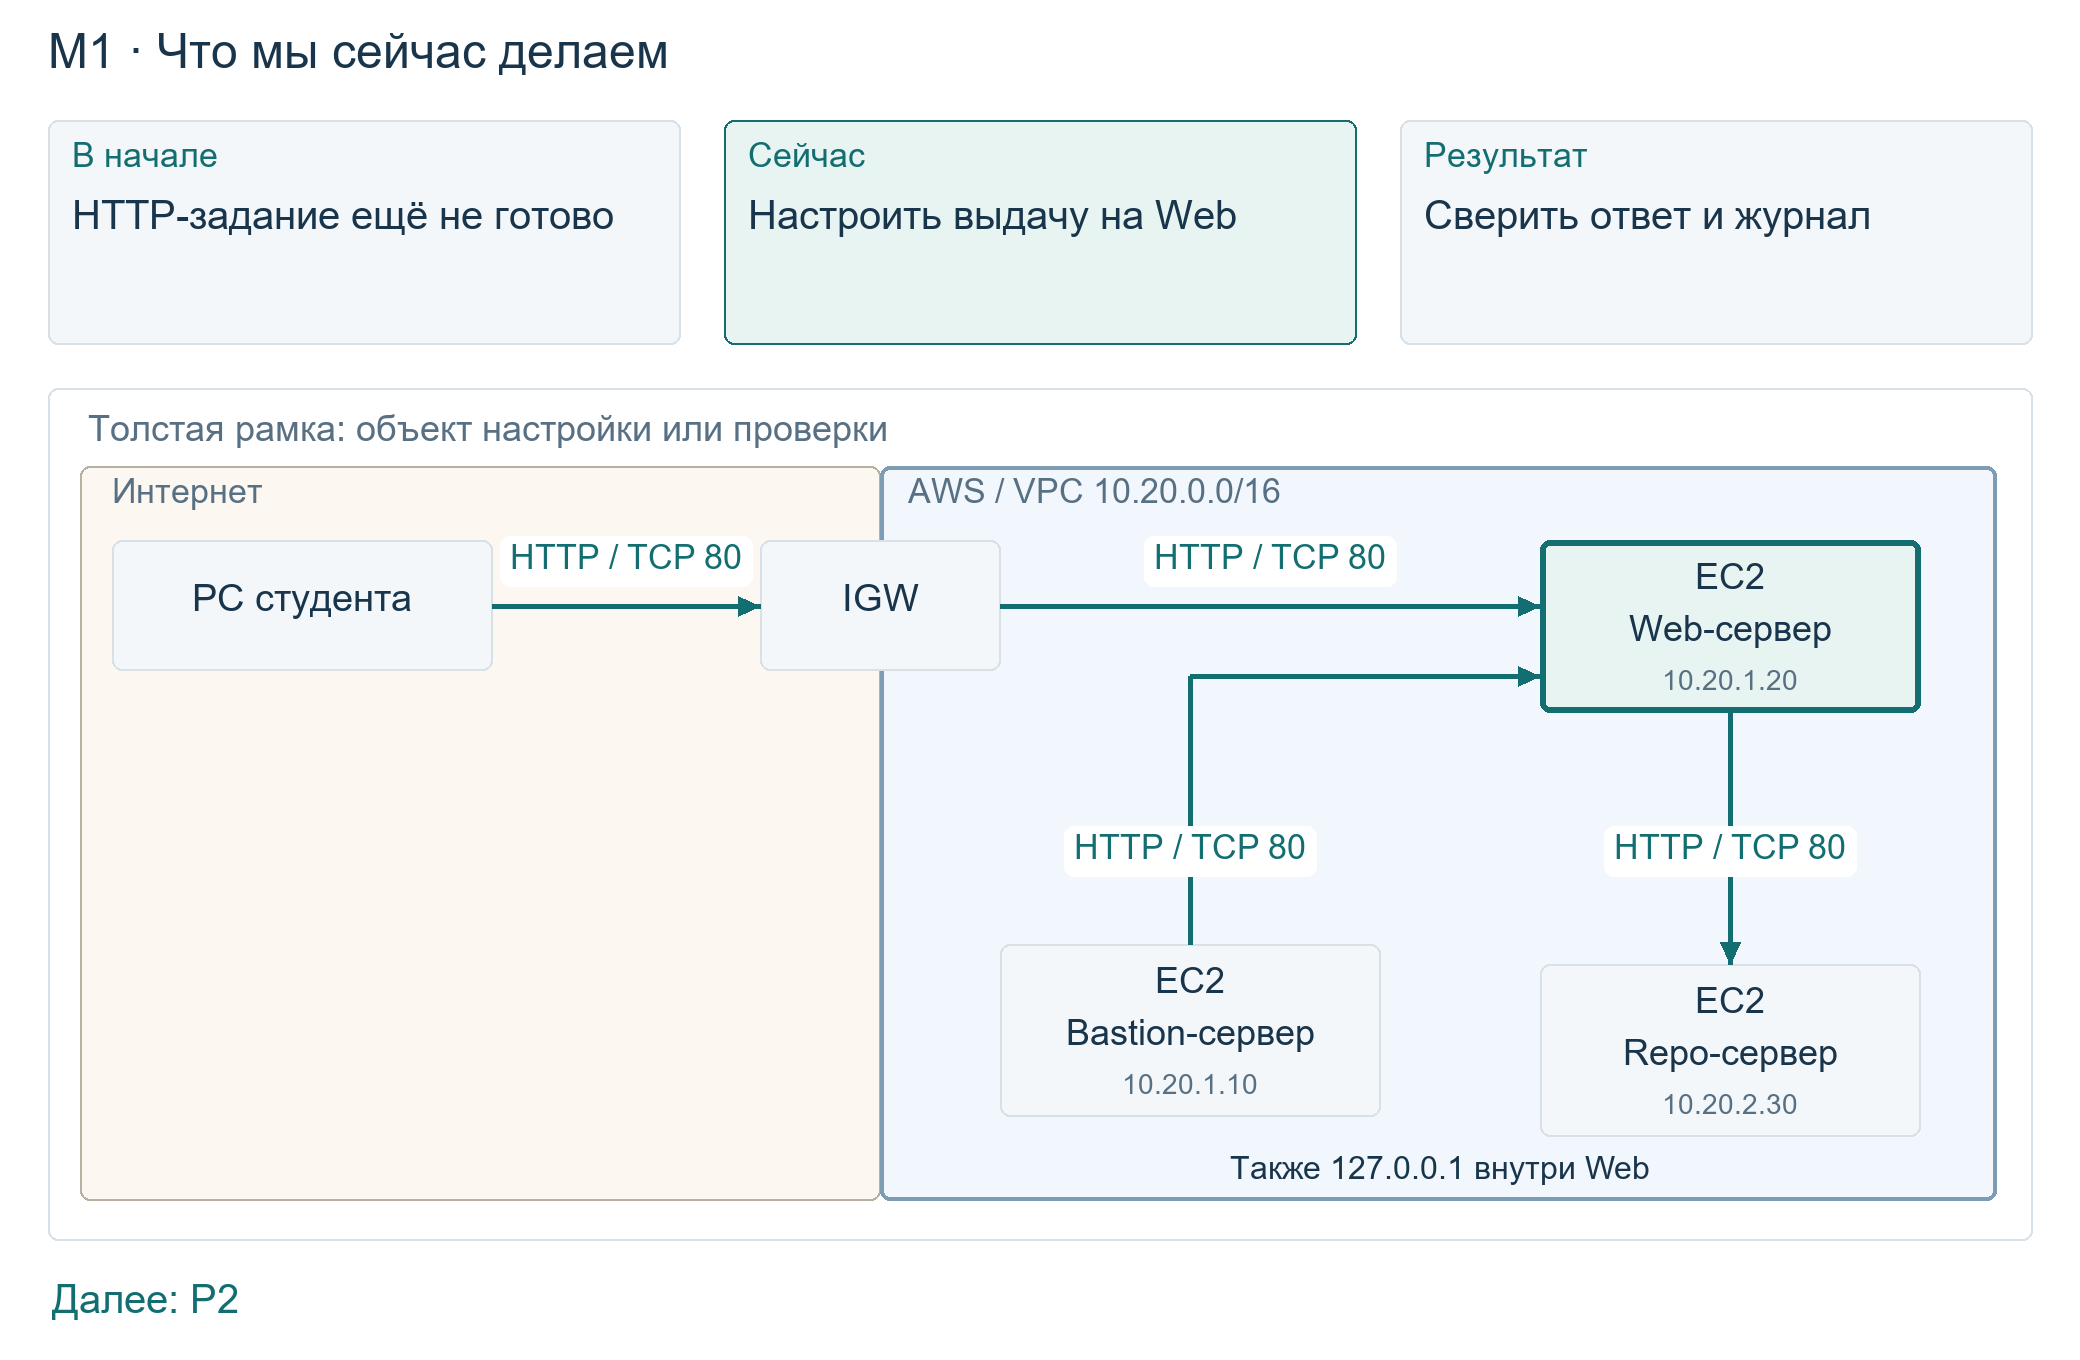 М1 · Что мы сейчас делаем
В начале
HTTP-задание ещё не готово
Сейчас
Настроить выдачу на Web
Результат
Сверить ответ и журнал
Толстая рамка: объект настройки или проверки
Интернет
AWS / VPC 10.20.0.0/16
PC студента
HTTP / TCP 80
IGW
HTTP / TCP 80
EC2
Web-сервер
10.20.1.20
HTTP / TCP 80
HTTP / TCP 80
EC2
Bastion-сервер
10.20.1.10
EC2
Repo-сервер
10.20.2.30
Также 127.0.0.1 внутри Web
Далее: P2